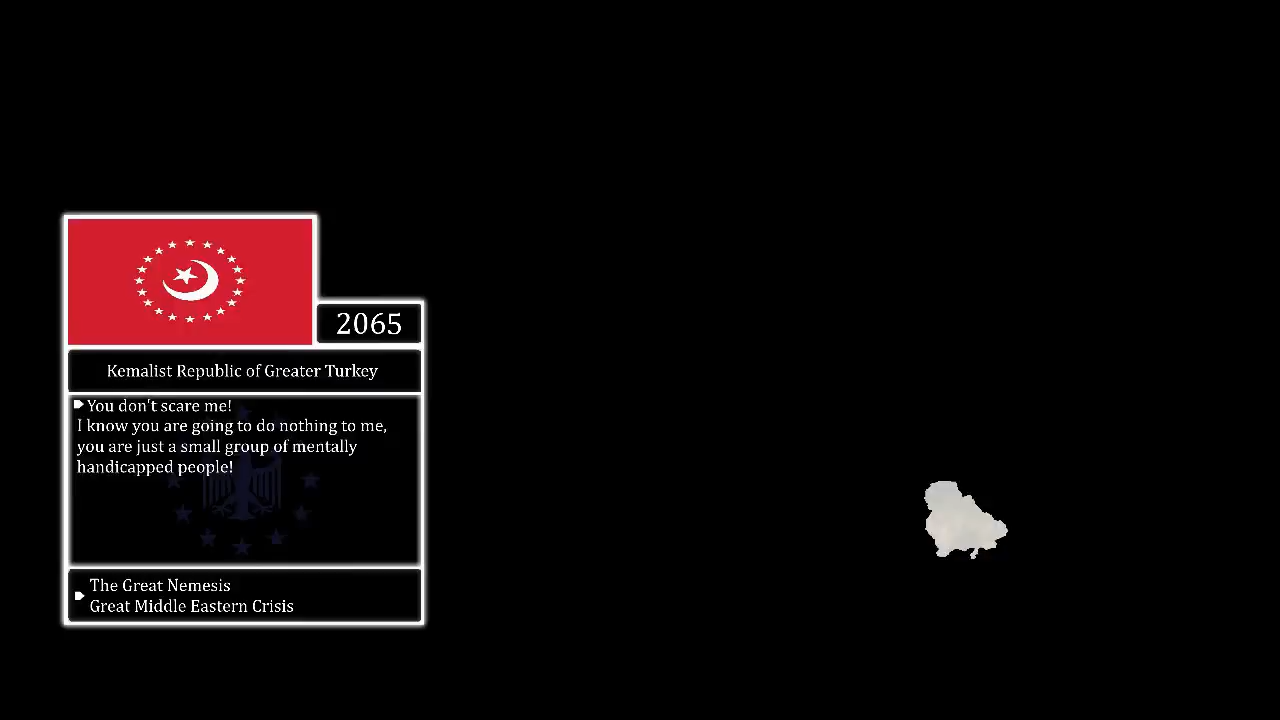 2065
Kemalist Republic of Greater Turkey
You don't scare me!
I know you are going to do nothing to me,
you are just a small group of mentally
handicapped people!
The Great Nemesis
Great Middle Eastern Crisis